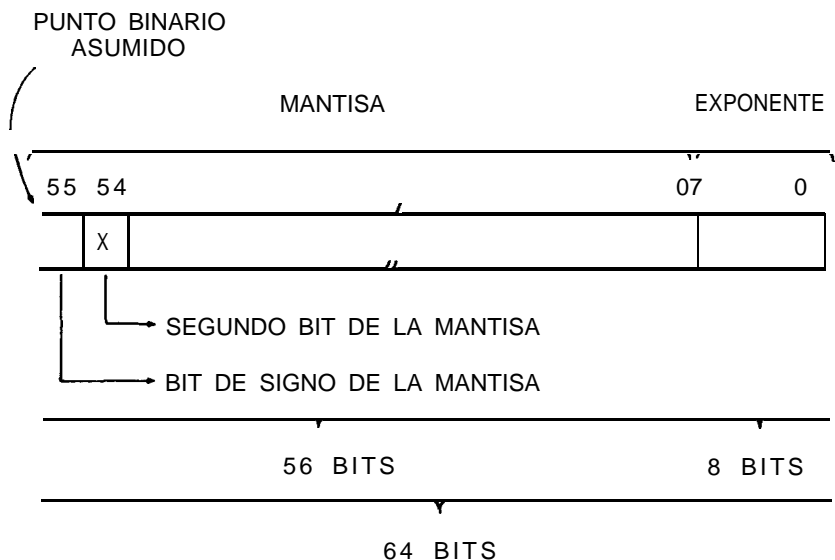 PUNTO BINARIO
ASUMIDO
MANTISA EXPONENTE
55 54 07 0
X
SEGUNDO BIT DE LA MANTISA
BIT DE SIGNO DE LA MANTISA
56 BITS 8 BITS
64 BITS